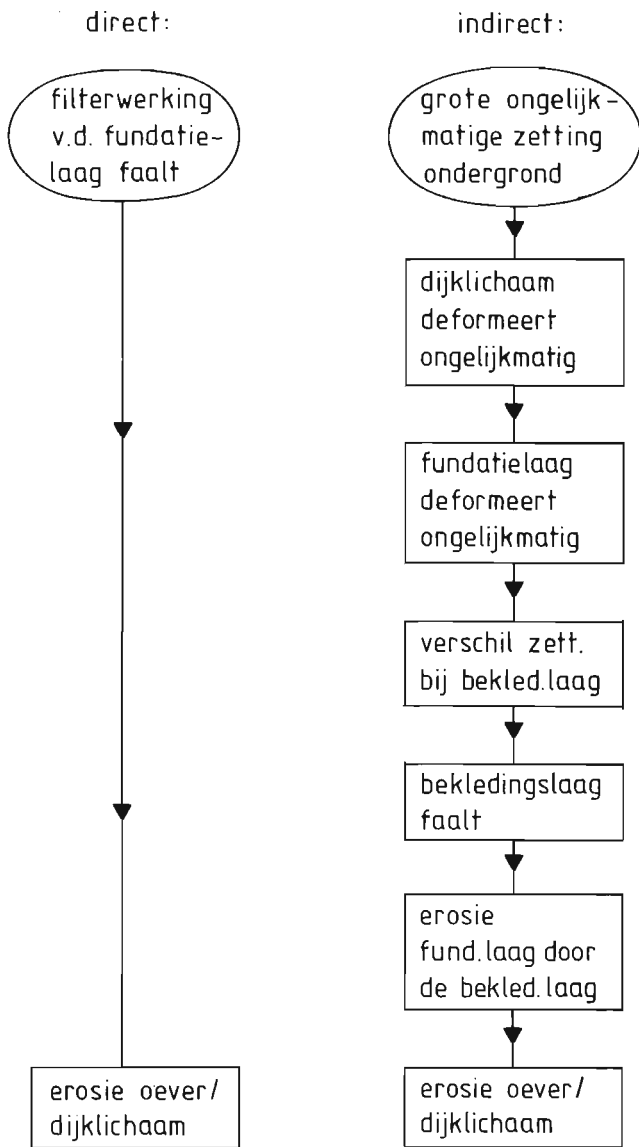 direct:
filterwerking
v.d. fundatie-
laag faalt
erosie oever/
dijklichaam
indirect:
grote ongelijk-
matige zetting
ondergrond
dijklichaam
deformeert
ongelijkmatig
fundatielaag
deformeert
ongelijkmatig
verschil zett.
bij bekled.laag
bekledingslaag
faalt
erosie
fund.laag door
de bekled.laag
erosie oever/
dijklichaam